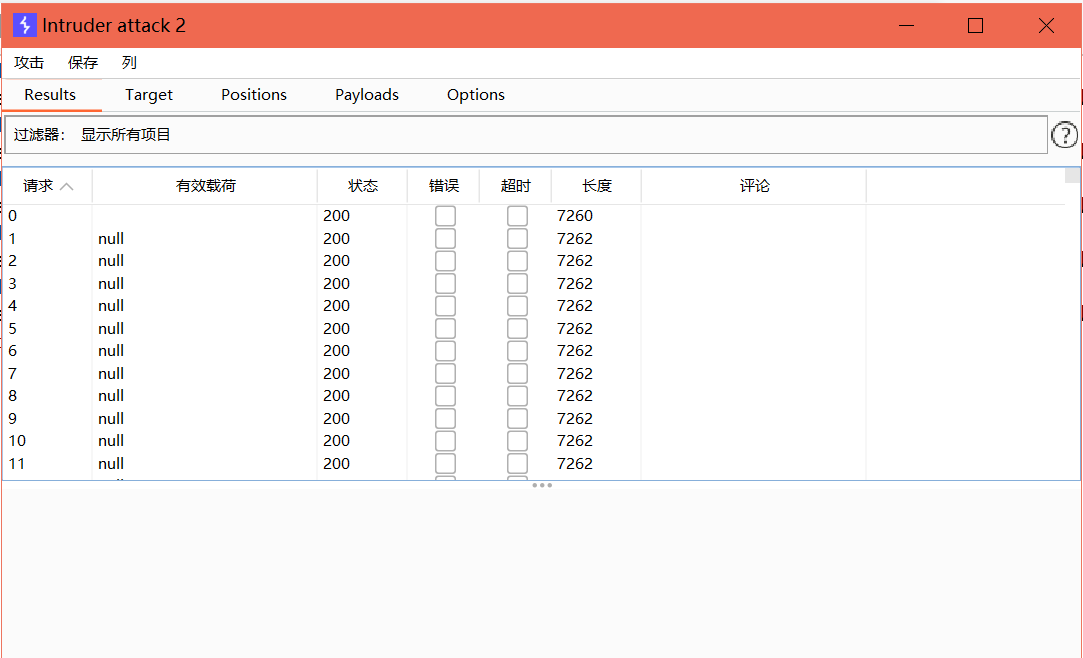 Intruder attack 2
攻击 保存 列
Results Target Positions Payloads Options
过滤器： 显示所有项目
请求 有效载荷 状态 错误 超时 长度 评论
0 200 7260
1 null 200 7262
2 null 200 7262
3 null 200 7262
4 null 200 7262
5 null 200 7262
6 null 200 7262
7 null 200 7262
8 null 200 7262
9 null 200 7262
10 null 200 7262
11 null 200 7262